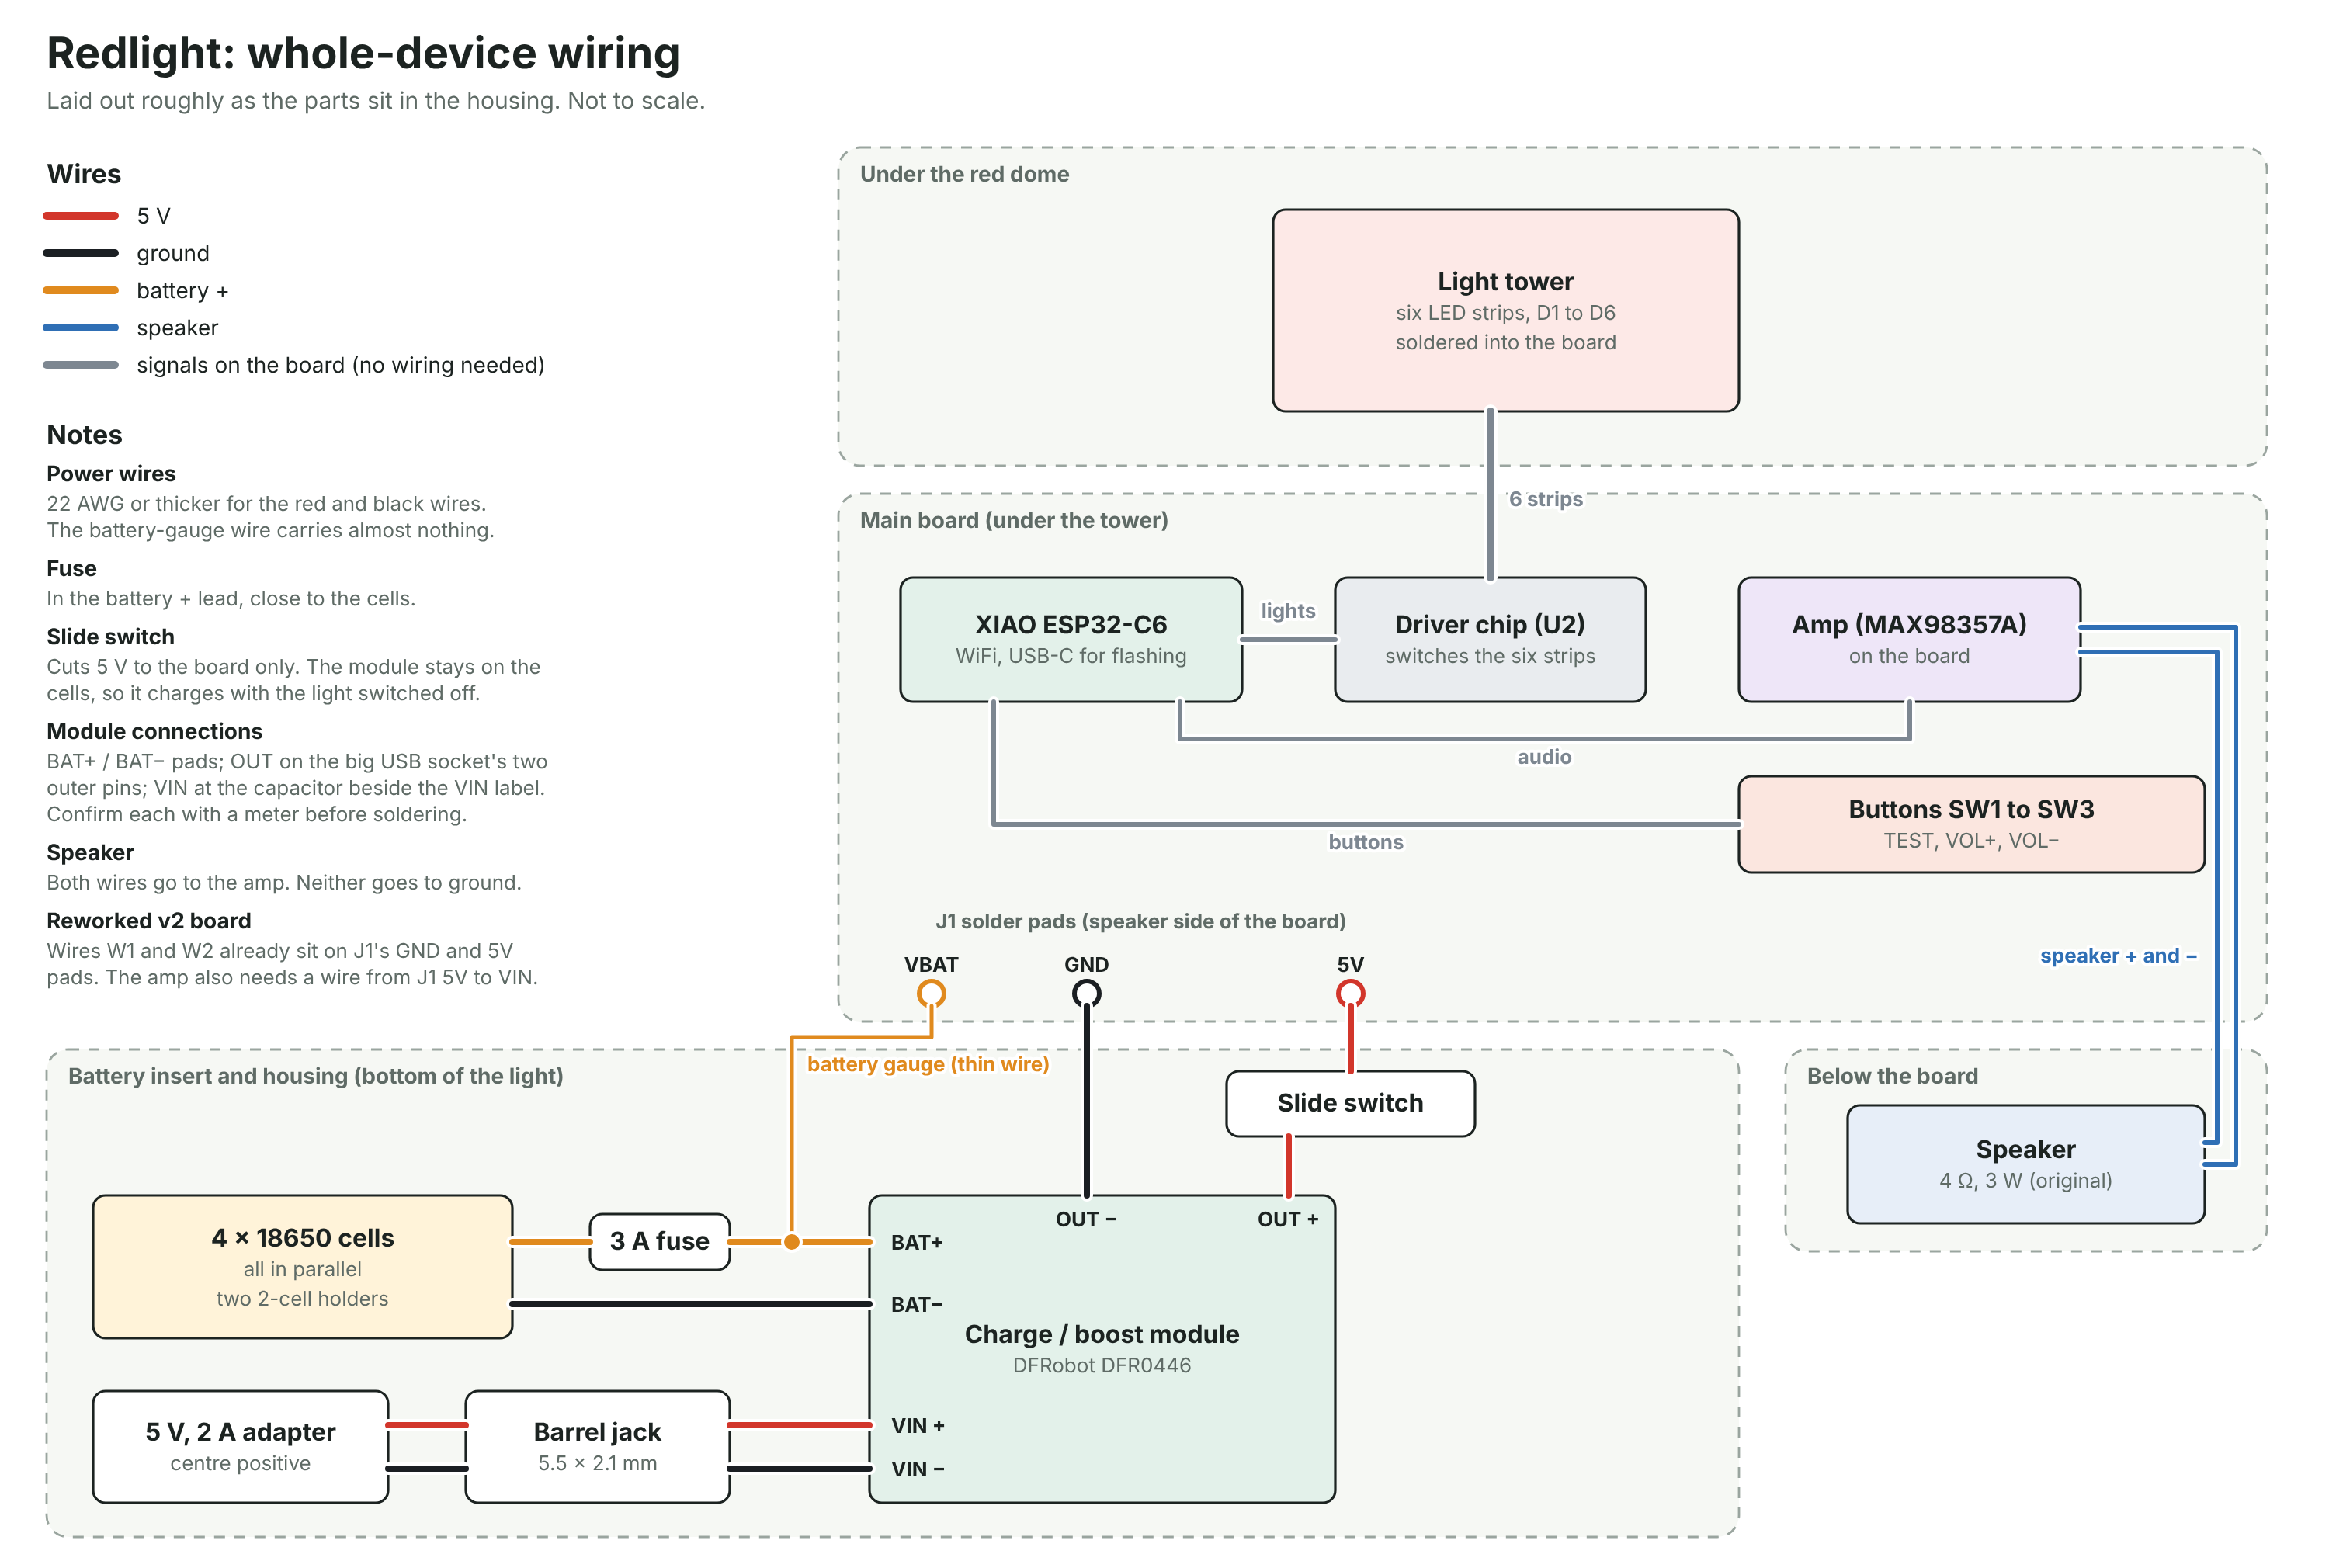 Redlight: whole-device wiring
Laid out roughly as the parts sit in the housing. Not to scale.
Wires
5 V
ground
battery +
speaker
signals on the board (no wiring needed)
Notes
Power wires
22 AWG or thicker for the red and black wires.
The battery-gauge wire carries almost nothing.
Fuse
In the battery + lead, close to the cells.
Slide switch
Cuts 5 V to the board only. The module stays on the
cells, so it charges with the light switched off.
Module connections
BAT+ / BAT− pads; OUT on the big USB socket's two
outer pins; VIN at the capacitor beside the VIN label.
Confirm each with a meter before soldering.
Speaker
Both wires go to the amp. Neither goes to ground.
Reworked v2 board
Wires W1 and W2 already sit on J1's GND and 5V
pads. The amp also needs a wire from J1 5V to VIN.
Under the red dome
Light tower
six LED strips, D1 to D6
soldered into the board
6 strips
Main board (under the tower)
XIAO ESP32-C6
WiFi, USB-C for flashing
lights
Driver chip (U2)
switches the six strips
Amp (MAX98357A)
on the board
audio
Buttons SW1 to SW3
TEST, VOL+, VOL−
buttons
J1 solder pads (speaker side of the board)
VBAT
GND
5V
speaker + and −
Battery insert and housing (bottom of the light)
battery gauge (thin wire)
Slide switch
4 × 18650 cells
all in parallel
two 2-cell holders
3 A fuse
OUT −
OUT +
BAT+
BAT−
Charge / boost module
DFRobot DFR0446
VIN +
VIN −
5 V, 2 A adapter
centre positive
Barrel jack
5.5 × 2.1 mm
Below the board
Speaker
4 Ω, 3 W (original)